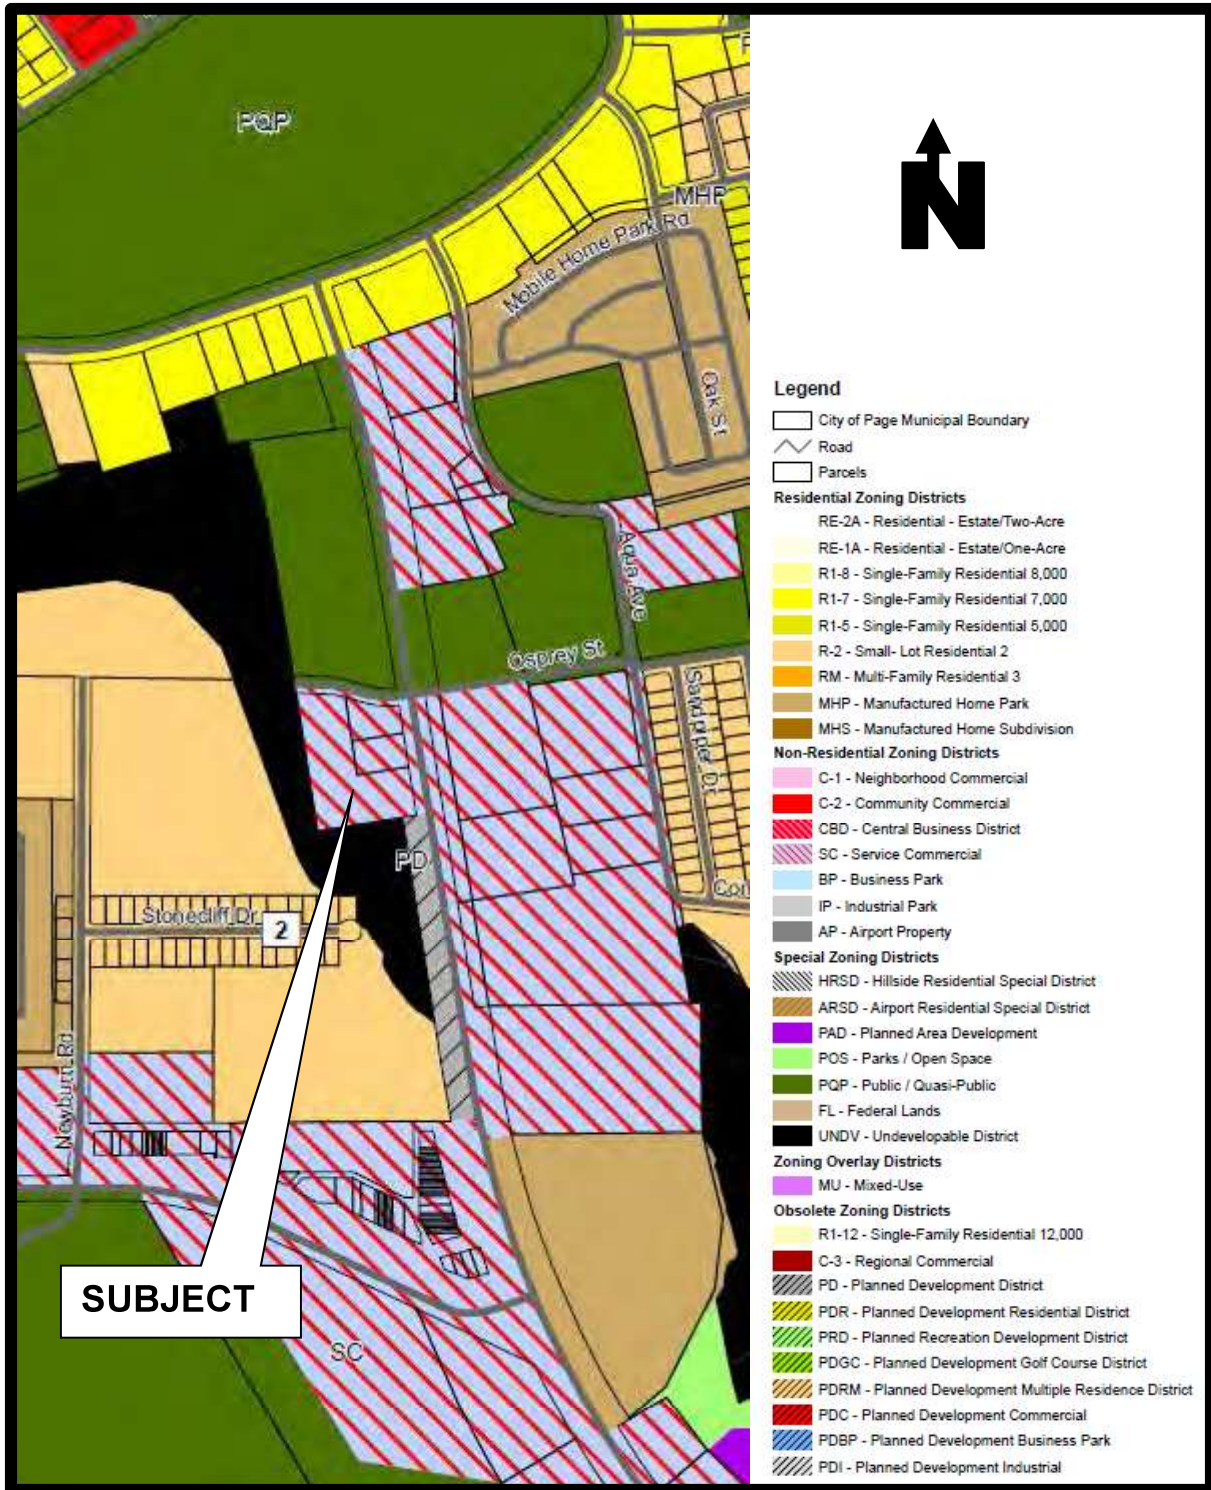 PQP
MHP
Mobile Home Park Rd
Oak St
Aqua Ave
Osprey St
Sandpiper Dr
PD
Stonecliff Dr
2
Newburn Rd
SUBJECT
SC
N
Legend
City of Page Municipal Boundary
Road
Parcels
Residential Zoning Districts
RE-2A - Residential - Estate/Two-Acre
RE-1A - Residential - Estate/One-Acre
R1-8 - Single-Family Residential 8,000
R1-7 - Single-Family Residential 7,000
R1-5 - Single-Family Residential 5,000
R-2 - Small- Lot Residential 2
RM - Multi-Family Residential 3
MHP - Manufactured Home Park
MHS - Manufactured Home Subdivision
Non-Residential Zoning Districts
C-1 - Neighborhood Commercial
C-2 - Community Commercial
CBD - Central Business District
SC - Service Commercial
BP - Business Park
IP - Industrial Park
AP - Airport Property
Special Zoning Districts
HRSD - Hillside Residential Special District
ARSD - Airport Residential Special District
PAD - Planned Area Development
POS - Parks / Open Space
PQP - Public / Quasi-Public
FL - Federal Lands
UNDV - Undevelopable District
Zoning Overlay Districts
MU - Mixed-Use
Obsolete Zoning Districts
R1-12 - Single-Family Residential 12,000
C-3 - Regional Commercial
PD - Planned Development District
PDR - Planned Development Residential District
PRD - Planned Recreation Development District
PDGC - Planned Development Golf Course District
PDRM - Planned Development Multiple Residence District
PDC - Planned Development Commercial
PDBP - Planned Development Business Park
PDI - Planned Development Industrial